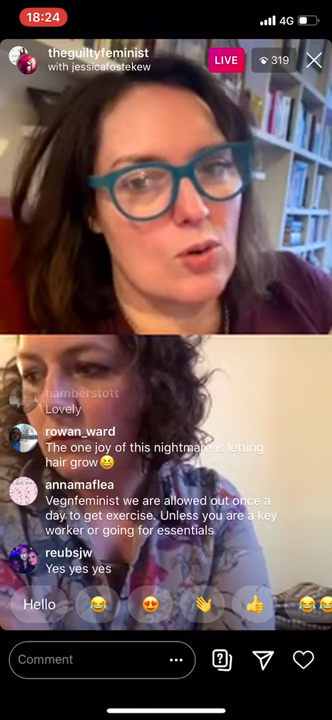 18:24
4G
theguiltyfeminist
with jessicafostekew
LIVE
319
hamberstott
Lovely
rowan_ward
The one joy of this nightmare is letting
hair grow😆
annamaflea
Vegnfeminist we are allowed out once a
day to get exercise. Unless you are a key
worker or going for essentials
reubsjw
Yes yes yes
Hello 😂 😍 👋 👍 😂😂
Comment